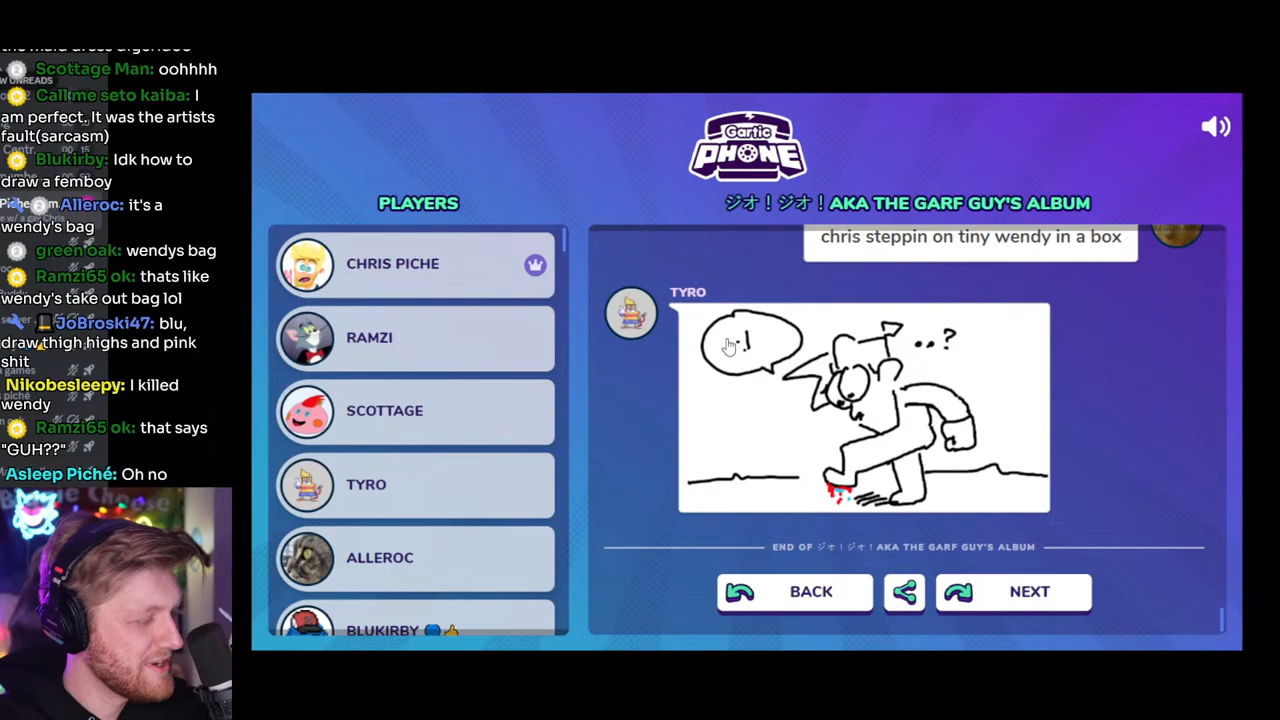 Scottage Man: oohhhh
Call me seto kaiba: I
am perfect. It was the artists
fault(sarcasm)
Blukirby: Idk how to
draw a femboy
Alleroc: it's a
wendy's bag
green oak: wendys bag
Ramzi65 ok: thats like
wendy's take out bag lol
JoBroski47: blu,
draw thigh highs and pink
shit
Nikobesleepy: I killed
wendy
Ramzi65 ok: that says
"GUH??"
Asleep Piché: Oh no
Gartic
PHONE
PLAYERS
CHRIS PICHE
RAMZI
SCOTTAGE
TYRO
ALLEROC
BLUKIRBY
ジオ！ジオ！AKA THE GARF GUY'S ALBUM
chris steppin on tiny wendy in a box
TYRO
..?
END OF ジオ！ジオ！AKA THE GARF GUY'S ALBUM
BACK
NEXT